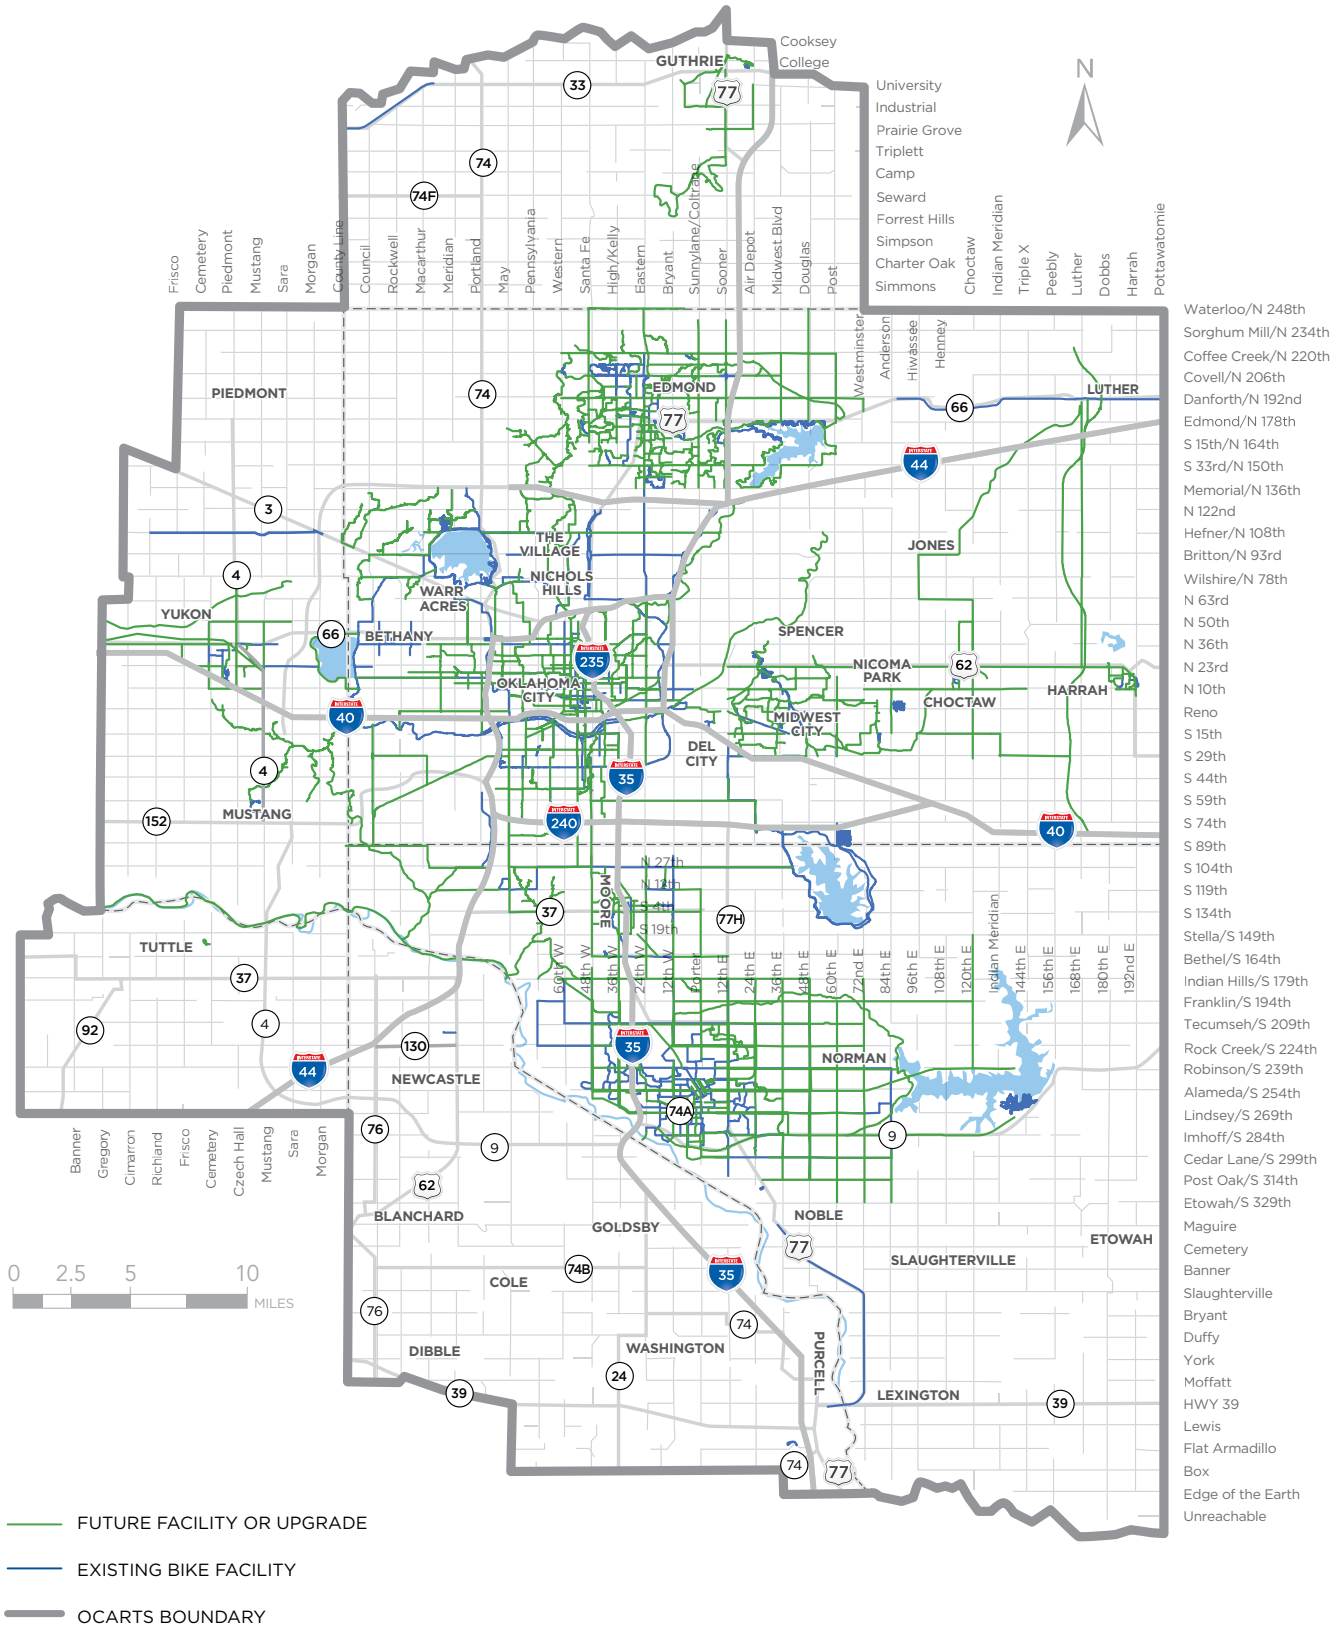 Cooksey
College
GUTHRIE
77
33
N
University
Industrial
Prairie Grove
Triplett
Camp
Seward
Forrest Hills
Simpson
Charter Oak
Simmons
74
74F
Frisco
Cemetery
Piedmont
Mustang
Sara
Morgan
County Line
Council
Rockwell
Macarthur
Meridian
Portland
May
Pennsylvania
Western
Santa Fe
High/Kelly
Eastern
Bryant
Sunnylane/Coltrane
Sooner
Air Depot
Midwest Blvd
Douglas
Post
Westminster
Anderson
Hiwassee
Henney
Choctaw
Indian Meridian
Triple X
Peebly
Luther
Dobbs
Harrah
Pottawatomie
Waterloo/N 248th
Sorghum Mill/N 234th
Coffee Creek/N 220th
Covell/N 206th
Danforth/N 192nd
Edmond/N 178th
S 15th/N 164th
S 33rd/N 150th
Memorial/N 136th
N 122nd
Hefner/N 108th
Britton/N 93rd
Wilshire/N 78th
N 63rd
N 50th
N 36th
N 23rd
N 10th
Reno
S 15th
S 29th
S 44th
S 59th
S 74th
S 89th
S 104th
S 119th
S 134th
Stella/S 149th
Bethel/S 164th
Indian Hills/S 179th
Franklin/S 194th
Tecumseh/S 209th
Rock Creek/S 224th
Robinson/S 239th
Alameda/S 254th
Lindsey/S 269th
Imhoff/S 284th
Cedar Lane/S 299th
Post Oak/S 314th
Etowah/S 329th
Maguire
Cemetery
Banner
Slaughterville
Bryant
Duffy
York
Moffatt
HWY 39
Lewis
Flat Armadillo
Box
Edge of the Earth
Unreachable
PIEDMONT
74
EDMOND
77
LUTHER
66
INTERSTATE
44
3
THE
VILLAGE
JONES
4
NICHOLS
HILLS
WARR
ACRES
YUKON
66
BETHANY
SPENCER
INTERSTATE
235
NICOMA
PARK
62
OKLAHOMA
CITY
HARRAH
CHOCTAW
INTERSTATE
40
MIDWEST
CITY
DEL
CITY
4
INTERSTATE
35
MUSTANG
152
INTERSTATE
240
INTERSTATE
40
N 27th
N 12th
S 4th
S 19th
MOORE
37
77H
60th W
48th W
36th W
24th W
12th W
Porter
12th E
24th E
36th E
48th E
60th E
72nd E
84th E
96th E
108th E
120th E
Indian Meridian
144th E
156th E
168th E
180th E
192nd E
TUTTLE
37
4
92
130
INTERSTATE
35
INTERSTATE
44
NORMAN
NEWCASTLE
74A
76
9
9
Banner
Gregory
Cimarron
Richland
Frisco
Cemetery
Czech Hall
Mustang
Sara
Morgan
62
BLANCHARD
GOLDSBY
NOBLE
77
ETOWAH
SLAUGHTERVILLE
74B
COLE
INTERSTATE
35
0 2.5 5 10
MILES
76
74
DIBBLE
WASHINGTON
PURCELL
24
39
LEXINGTON
39
74
77
FUTURE FACILITY OR UPGRADE
EXISTING BIKE FACILITY
OCARTS BOUNDARY